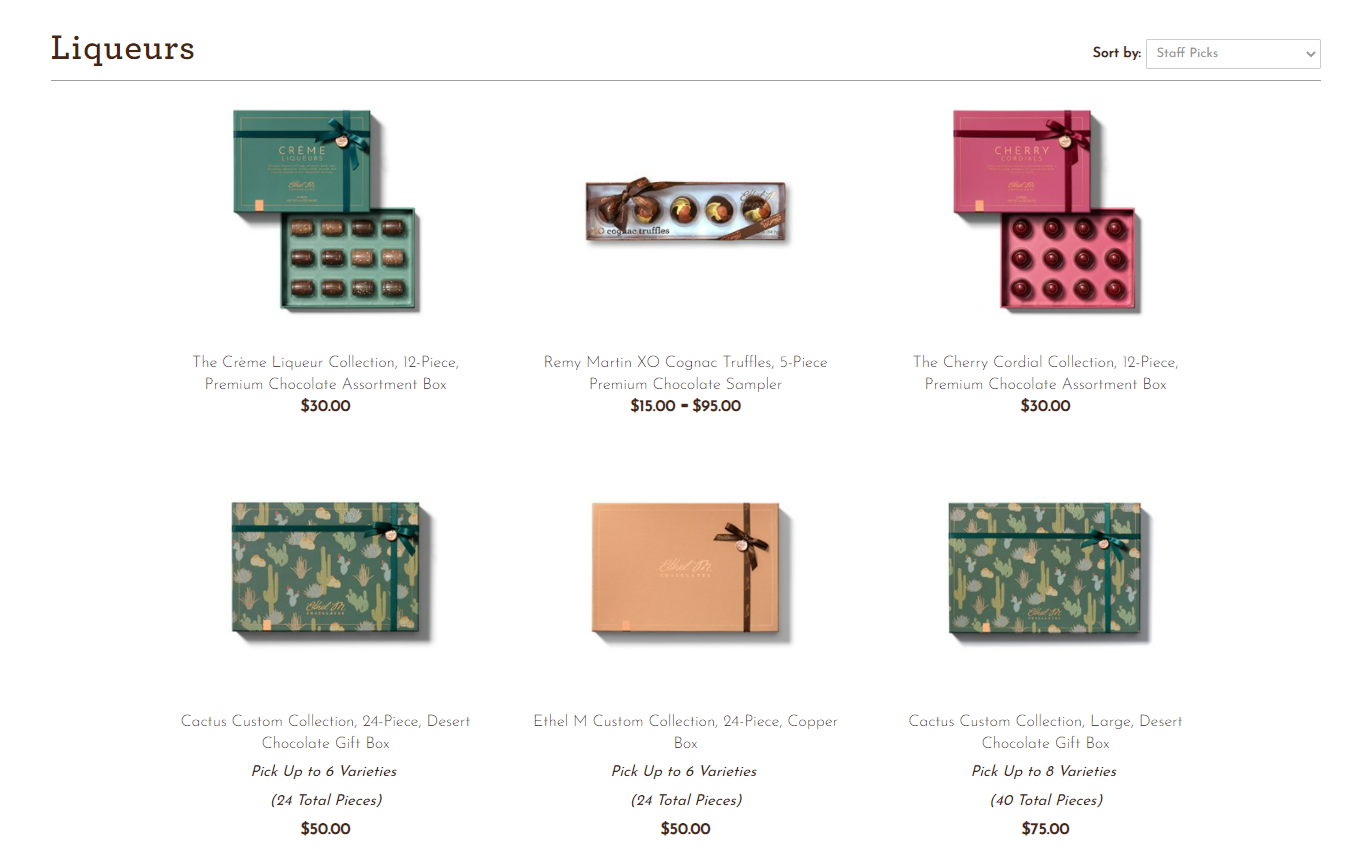 Liqueurs
Sort by: Staff Picks
CRÈME
LIQUEURS
Ethel M
cognac truffles
CHERRY
CORDIALS
Ethel M
The Crème Liqueur Collection, 12-Piece,
Premium Chocolate Assortment Box
$30.00
Remy Martin XO Cognac Truffles, 5-Piece
Premium Chocolate Sampler
$15.00 - $95.00
The Cherry Cordial Collection, 12-Piece,
Premium Chocolate Assortment Box
$30.00
Ethel M
CHOCOLATES
Ethel M
CHOCOLATES
Ethel M
CHOCOLATES
Cactus Custom Collection, 24-Piece, Desert
Chocolate Gift Box
Pick Up to 6 Varieties
(24 Total Pieces)
$50.00
Ethel M Custom Collection, 24-Piece, Copper
Box
Pick Up to 6 Varieties
(24 Total Pieces)
$50.00
Cactus Custom Collection, Large, Desert
Chocolate Gift Box
Pick Up to 8 Varieties
(40 Total Pieces)
$75.00